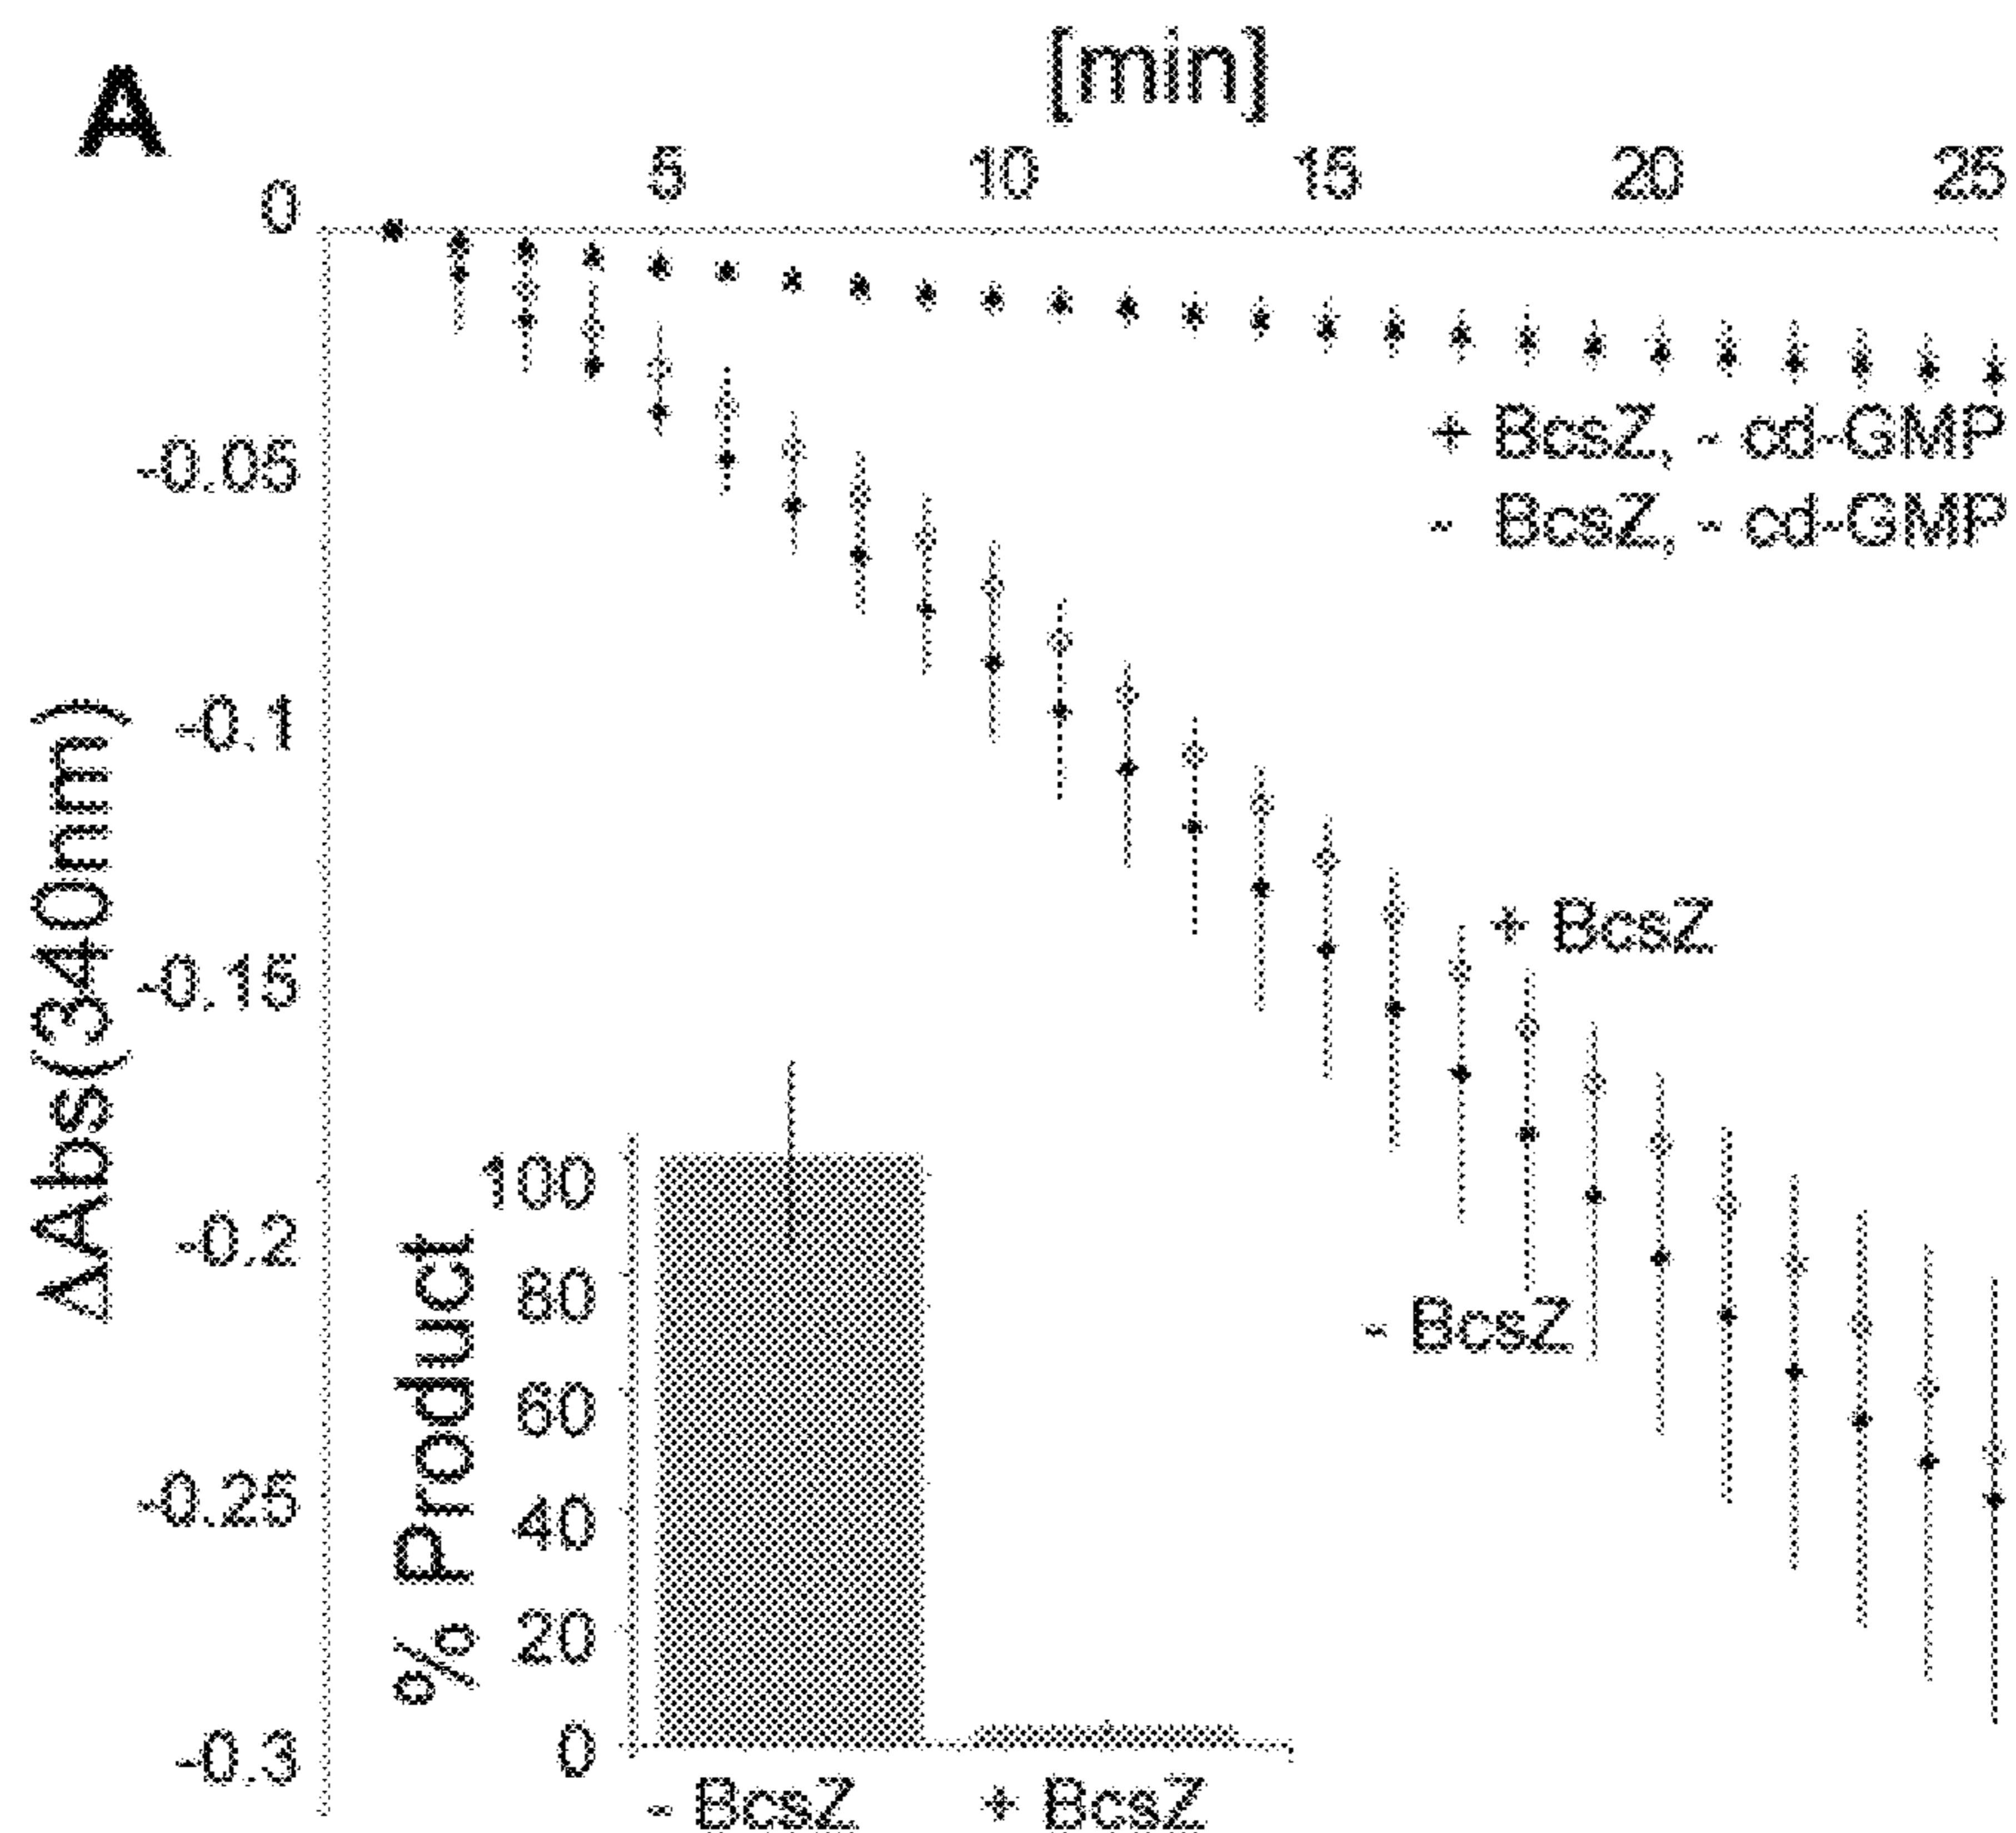 A
[min]
0
5
10
15
20
25
+ BcsZ, - cd-GMP
- BcsZ, - cd-GMP
-0.05
-0.1
-0.15
-0.2
-0.25
-0.3
ΔAbs(340nm)
+ BcsZ
- BcsZ
% Product
100
80
60
40
20
0
- BcsZ
+ BcsZ